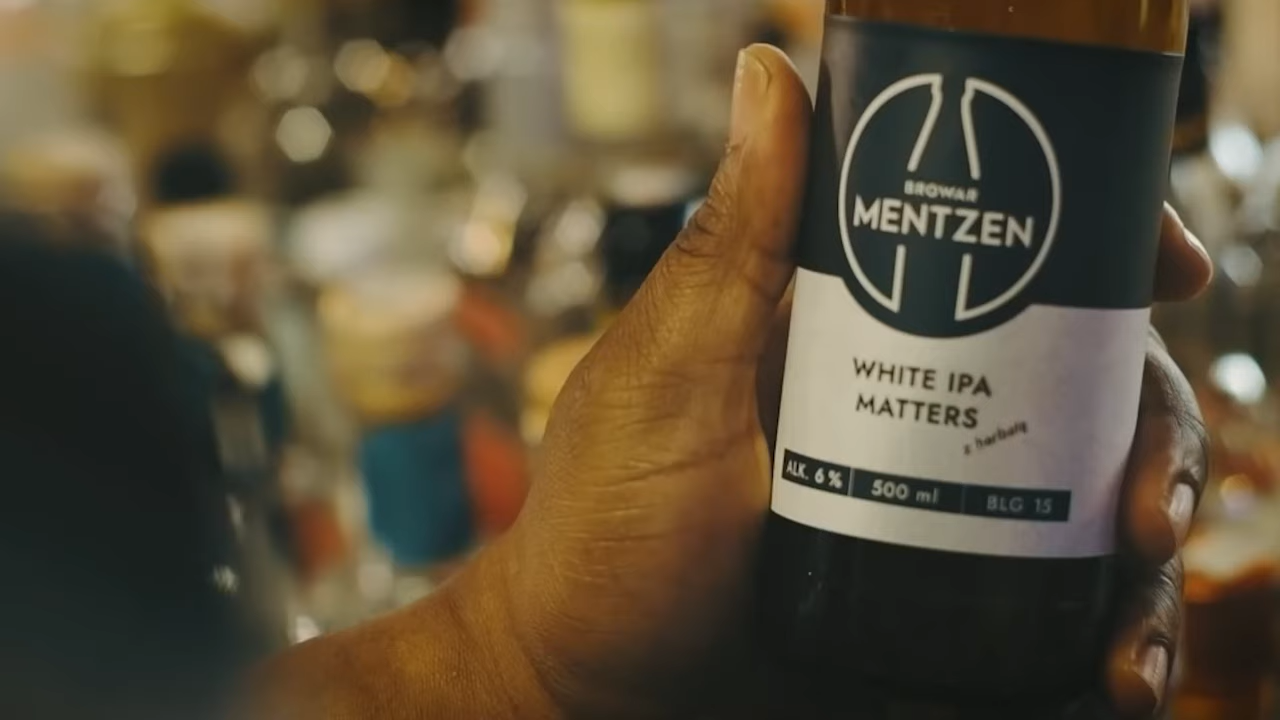 BROWAR
MENTZEN
WHITE IPA
MATTERS
z herbatą
ALK. 6% 500 ml BLG 15